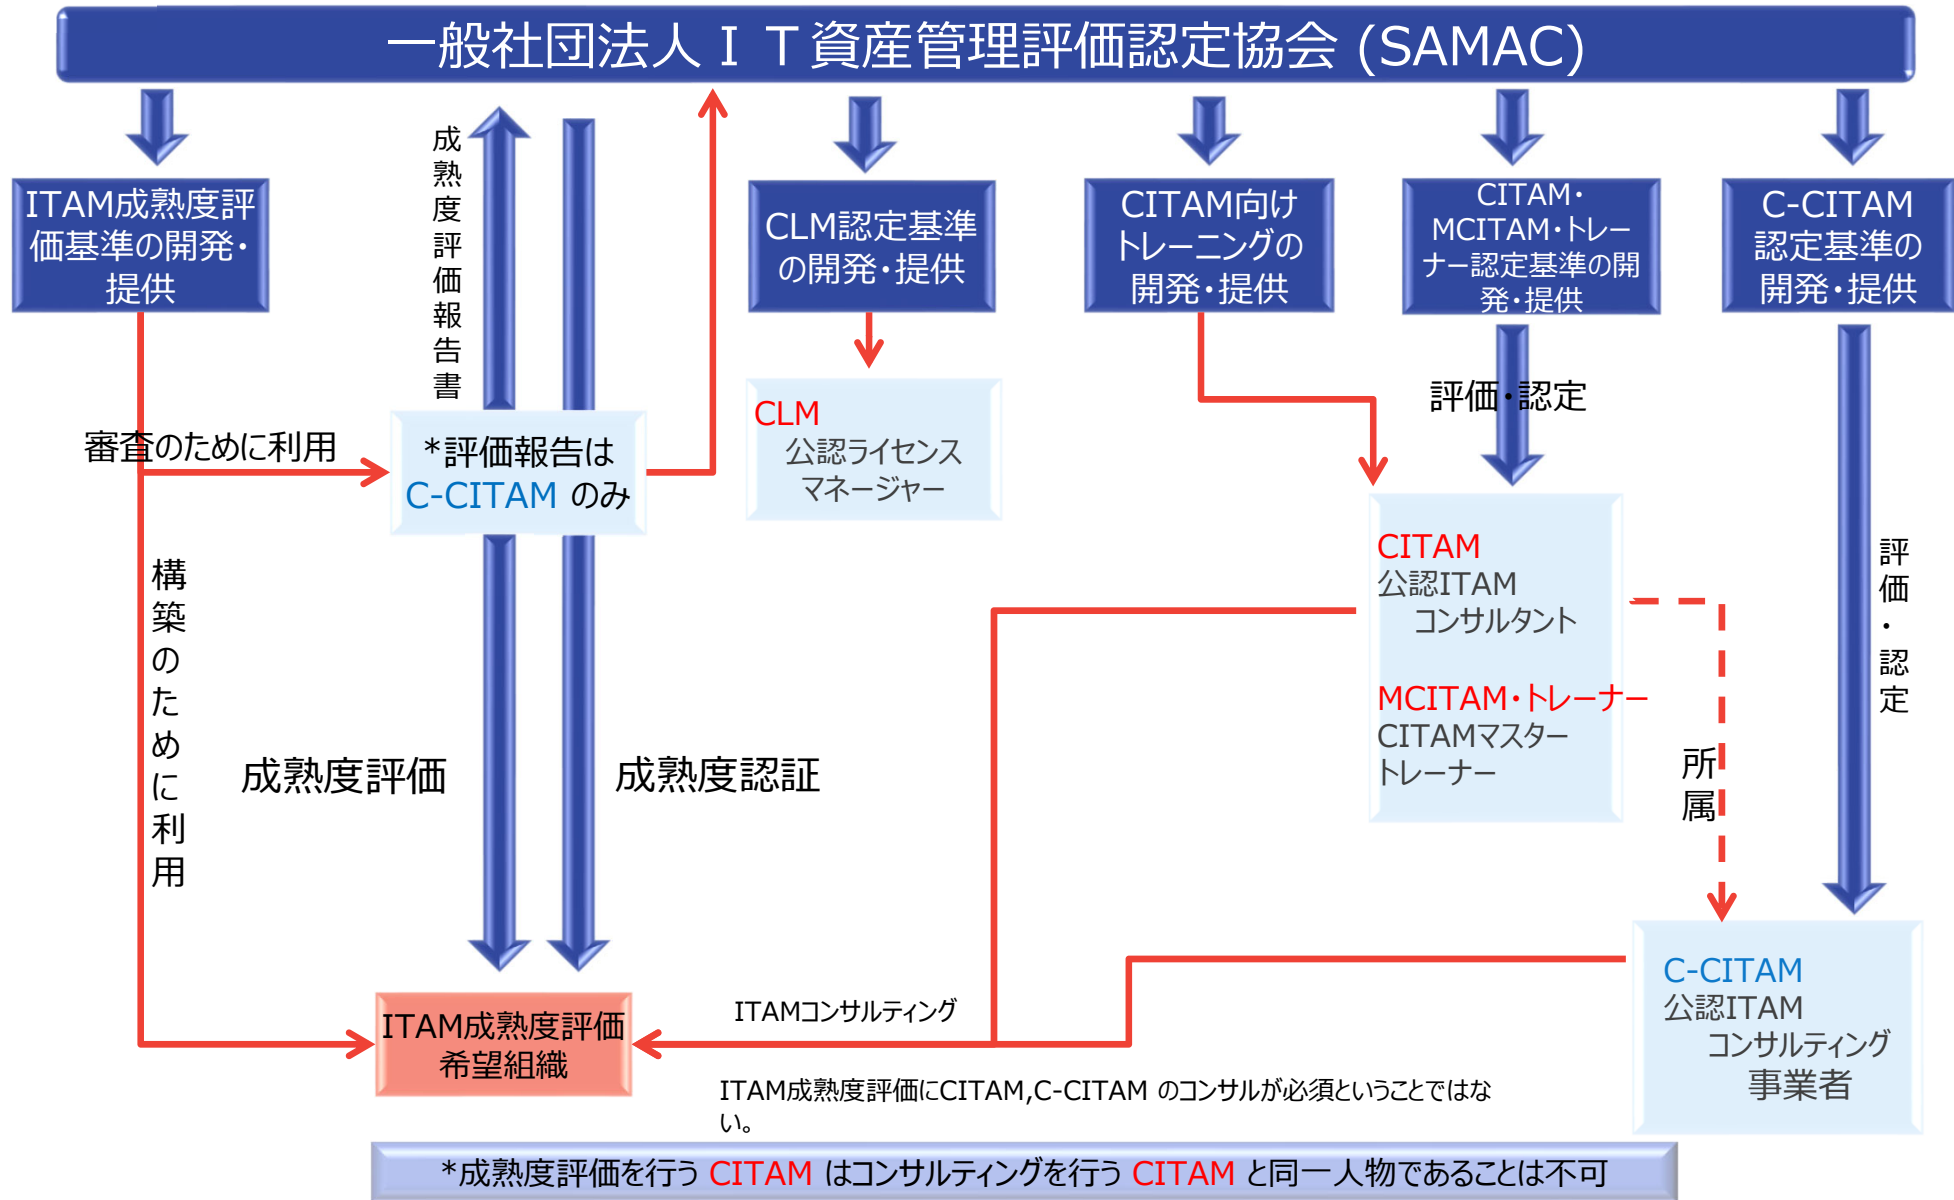 一般社団法人ＩＴ資産管理評価認定協会 (SAMAC)
ITAM成熟度評
価基準の開発・
提供
成熟度評価報告書
CLM認定基準
の開発・提供
CITAM向け
トレーニングの
開発・提供
CITAM・
MCITAM・トレー
ナー認定基準の開
発・提供
C-CITAM
認定基準の
開発・提供
審査のために利用
*評価報告は
C-CITAM のみ
CLM
公認ライセンス
マネージャー
評価・認定
構築のために利用
成熟度評価
成熟度認証
CITAM
公認ITAM
コンサルタント
MCITAM・トレーナー
CITAMマスター
トレーナー
評価・認定
所属
ITAM成熟度評価
希望組織
ITAMコンサルティング
C-CITAM
公認ITAM
コンサルティング
事業者
ITAM成熟度評価にCITAM,C-CITAM のコンサルが必須ということではな
い。
*成熟度評価を行う CITAM はコンサルティングを行う CITAM と同一人物であることは不可